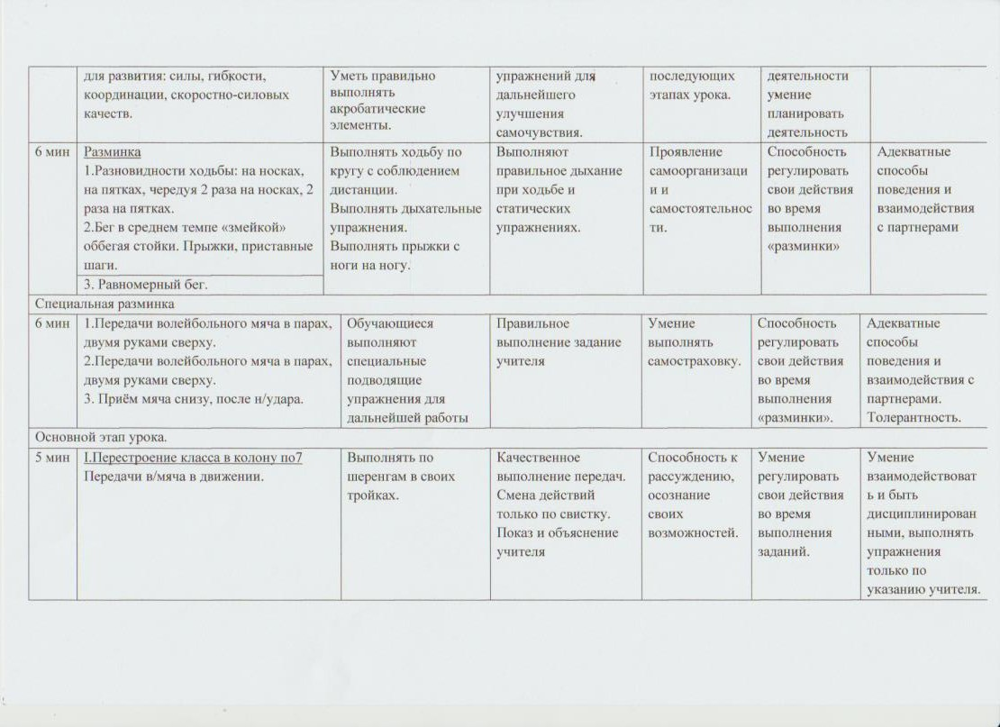 для развития: силы, гибкости,
координации, скоростно-силовых
качеств.
Уметь правильно
выполнять
акробатические
элементы.
упражнений для
дальнейшего
улучшения
самочувствия.
последующих
этапах урока.
деятельности
умение
планировать
деятельность
6 мин
Разминка
1.Разновидности ходьбы: на носках,
на пятках, чередуя 2 раза на носках, 2
раза на пятках.
2.Бег в среднем темпе «змейкой»
оббегая стойки. Прыжки, приставные
шаги.
3. Равномерный бег.
Выполнять ходьбу по
кругу с соблюдением
дистанции.
Выполнять дыхательные
упражнения.
Выполнять прыжки с
ноги на ногу.
Выполняют
правильное дыхание
при ходьбе и
статических
упражнениях.
Проявление
самоорганизаци
и и
самостоятельнос
ти.
Способность
регулировать
свои действия
во время
выполнения
«разминки»
Адекватные
способы
поведения и
взаимодействия
с партнерами
Специальная разминка
6 мин
1.Передачи волейбольного мяча в парах,
двумя руками сверху.
2.Передачи волейбольного мяча в парах,
двумя руками сверху.
3. Приём мяча снизу, после н/удара.
Обучающиеся
выполняют
специальные
подводящие
упражнения для
дальнейшей работы
Правильное
выполнение задание
учителя
Умение
выполнять
самостраховку.
Способность
регулировать
свои действия
во время
выполнения
«разминки».
Адекватные
способы
поведения и
взаимодействия с
партнерами.
Толерантность.
Основной этап урока.
5 мин
I.Перестроение класса в колону по7
Передачи в/мяча в движении.
Выполнять по
шеренгам в своих
тройках.
Качественное
выполнение передач.
Смена действий
только по свистку.
Показ и объяснение
учителя
Способность к
рассуждению,
осознание
своих
возможностей.
Умение
регулировать
свои действия
во время
выполнения
заданий.
Умение
взаимодействоват
ь и быть
дисциплинирован
ными, выполнять
упражнения
только по
указанию учителя.